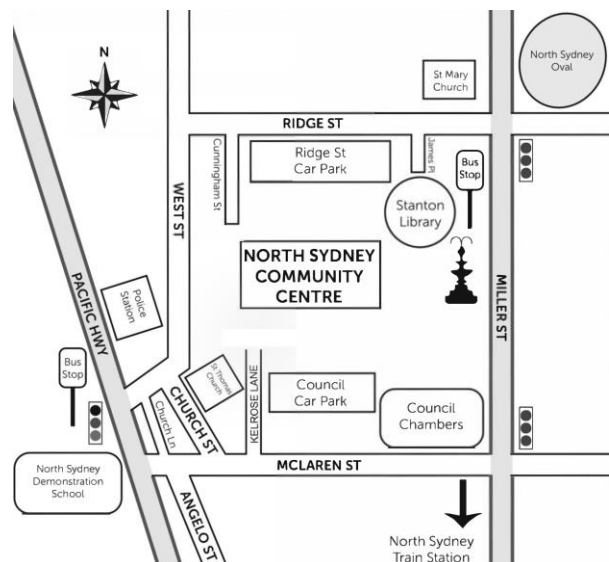 N
North Sydney
Oval
St Mary
Church
RIDGE ST
Cunningham St
Ridge St
Car Park
James Pl
Bus
Stop
Stanton
Library
WEST ST
NORTH SYDNEY
COMMUNITY
CENTRE
MILLER ST
PACIFIC HWY
Police
Station
Bus
Stop
St Thomas
Church
KELROSE LANE
Council
Car Park
Council
Chambers
CHURCH ST
Church Ln
North Sydney
Demonstration
School
MCLAREN ST
ANGELO ST
North Sydney
Train Station